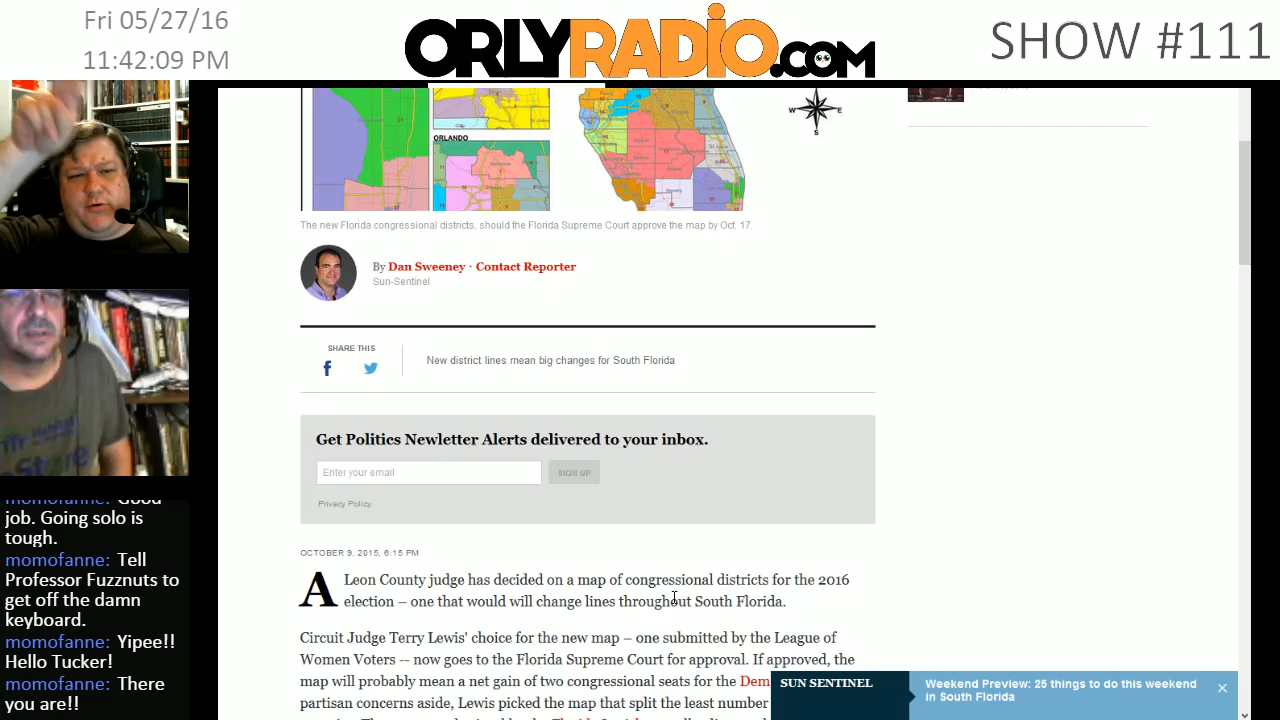 Fri 05/27/16
11:42:09 PM
ORLYRADIO.COM
SHOW #111
ORLANDO
W E
S
The new Florida congressional districts, should the Florida Supreme Court approve the map by Oct. 17.
By Dan Sweeney · Contact Reporter
Sun-Sentinel
SHARE THIS
New district lines mean big changes for South Florida
Get Politics Newletter Alerts delivered to your inbox.
Enter your email
SIGN UP
Privacy Policy
OCTOBER 9, 2015, 6:15 PM
A Leon County judge has decided on a map of congressional districts for the 2016
election – one that would will change lines throughout South Florida.
Circuit Judge Terry Lewis' choice for the new map – one submitted by the League of
Women Voters -- now goes to the Florida Supreme Court for approval. If approved, the
map will probably mean a net gain of two congressional seats for the Dem
partisan concerns aside, Lewis picked the map that split the least number
SUN SENTINEL
Weekend Preview: 25 things to do this weekend
in South Florida
momofanne: Good
job. Going solo is
tough.
momofanne: Tell
Professor Fuzznuts to
get off the damn
keyboard.
momofanne: Yipee!!
Hello Tucker!
momofanne: There
you are!!